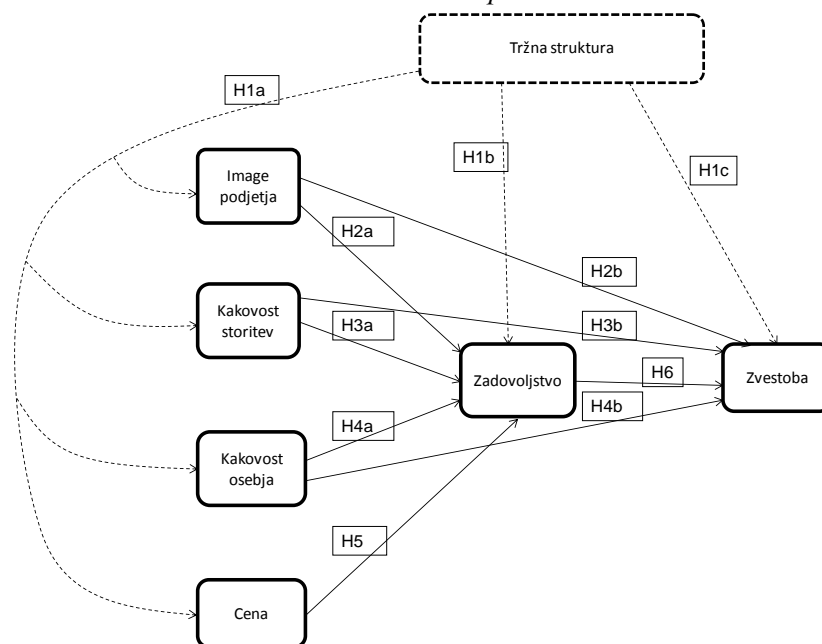 Tržna struktura
H1a
H1b
H1c
Image
podjetja
H2a
H2b
Kakovost
storitev
H3a
H3b
Zadovoljstvo
H6
Zvestoba
H4a
H4b
Kakovost
osebja
H5
Cena